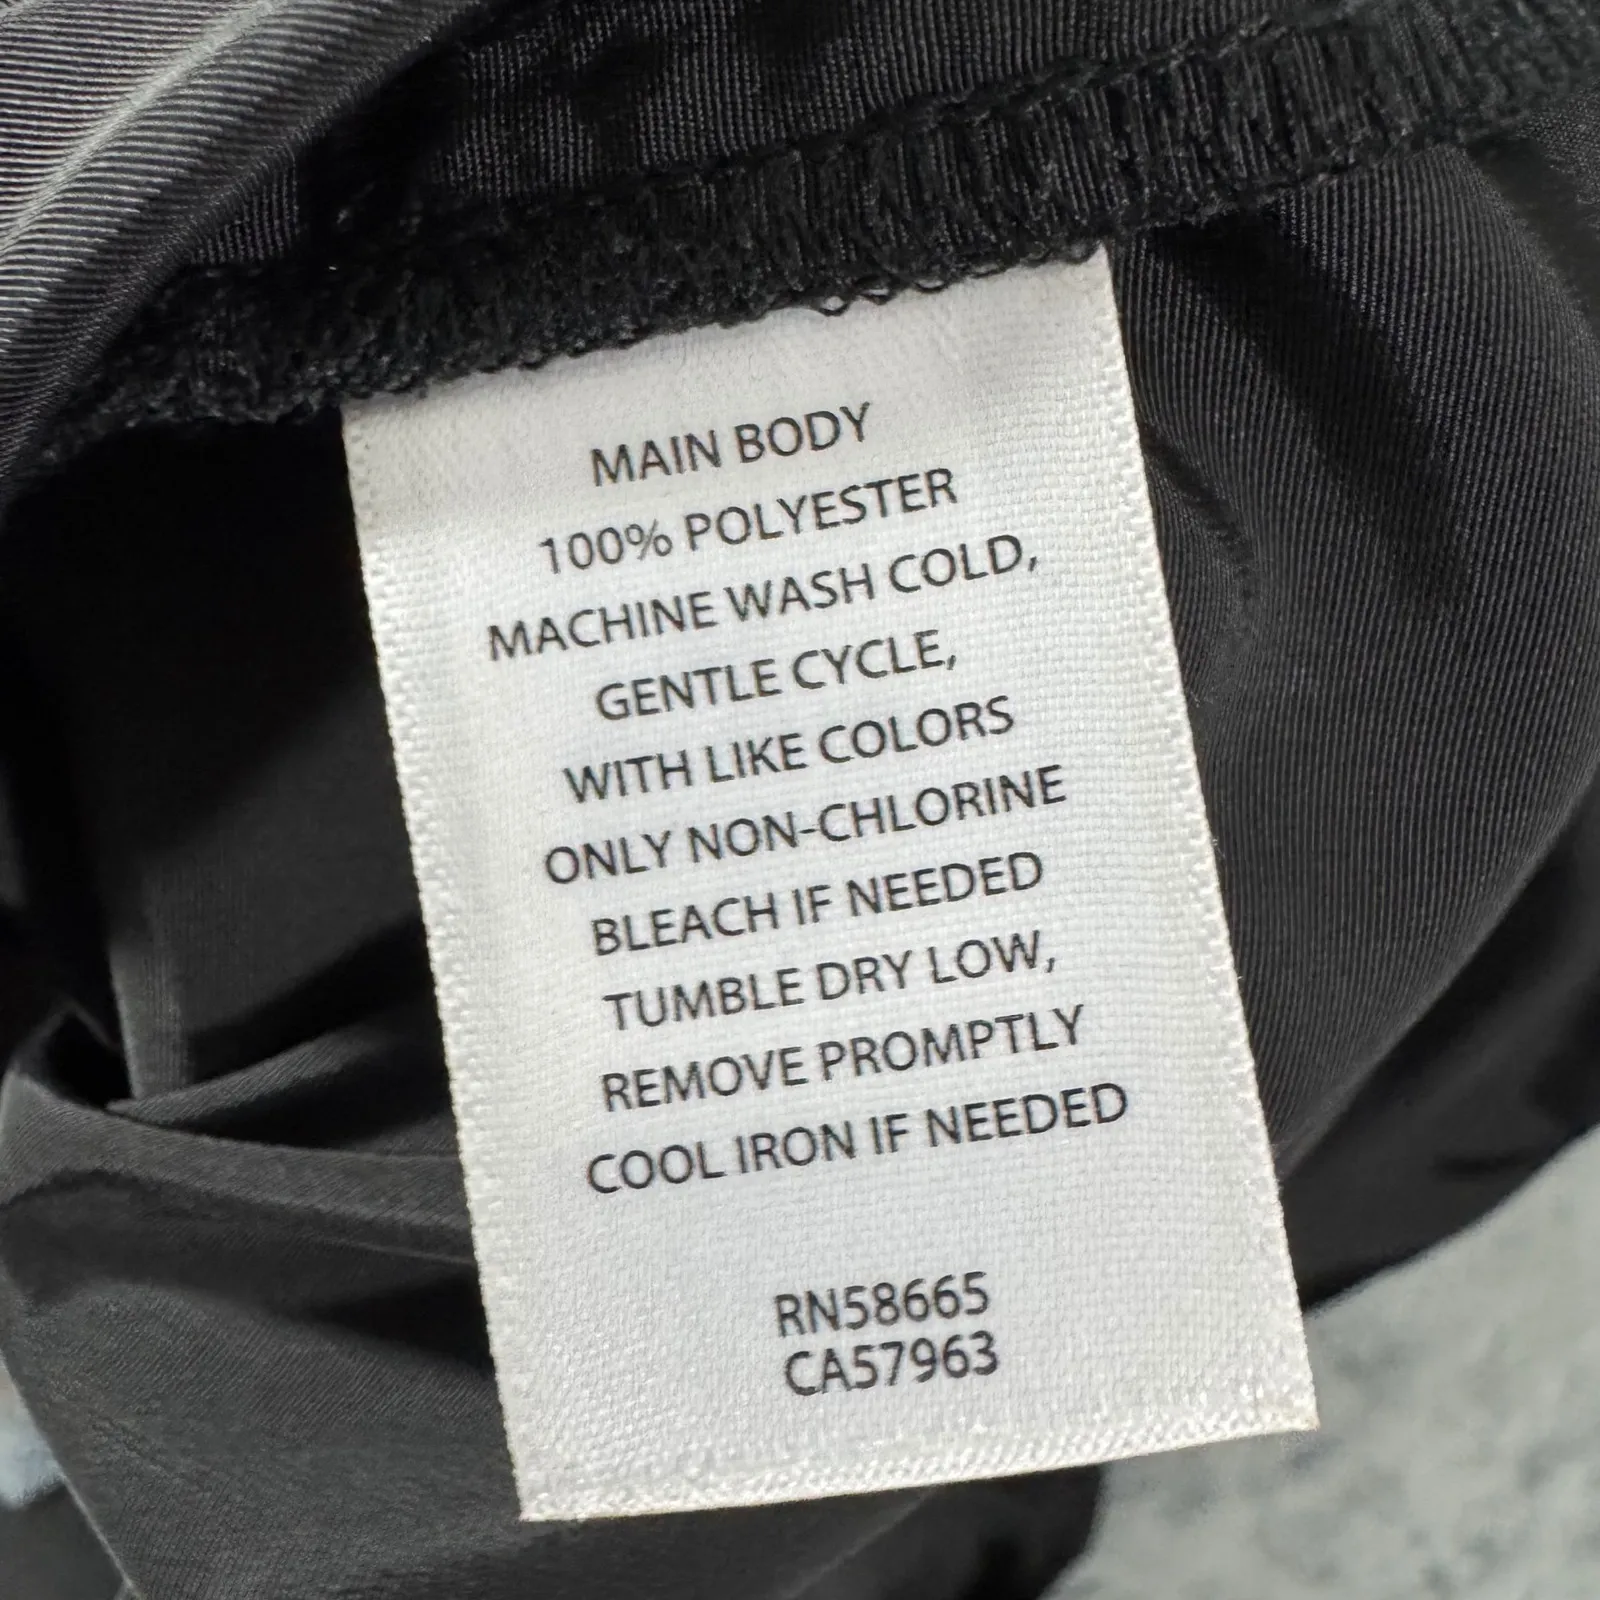 MAIN BODY
100% POLYESTER
MACHINE WASH COLD,
GENTLE CYCLE,
WITH LIKE COLORS
ONLY NON-CHLORINE
BLEACH IF NEEDED
TUMBLE DRY LOW,
REMOVE PROMPTLY
COOL IRON IF NEEDED
RN58665
CA57963